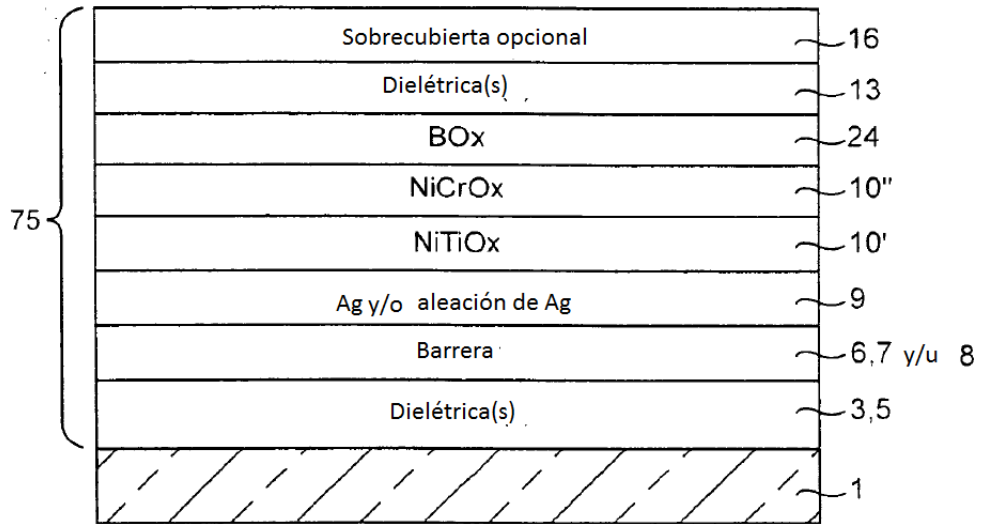 Sobrecubierta opcional 16
Dielétrica(s) 13
BOx 24
NiCrOx 10"
NiTiOx 10'
Ag y/o aleación de Ag 9
Barrera 6,7 y/u 8
Dielétrica(s) 3,5
1
75